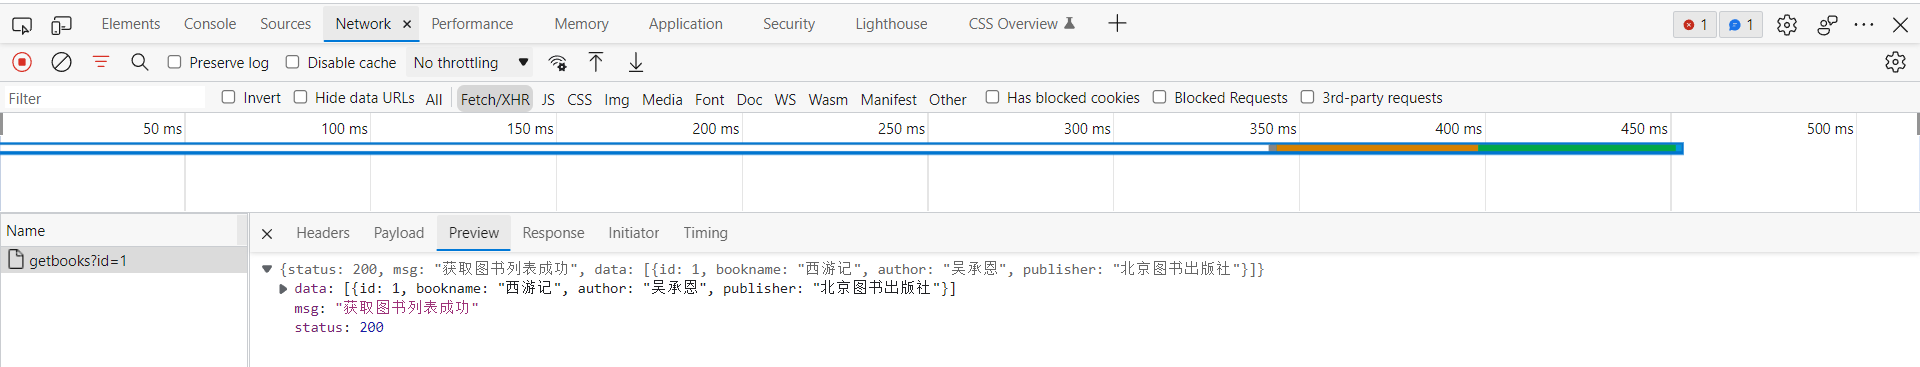 Elements Console Sources Network × Performance Memory Application Security Lighthouse CSS Overview 1 1
Preserve log Disable cache No throttling
Filter Invert Hide data URLs All Fetch/XHR JS CSS Img Media Font Doc WS Wasm Manifest Other Has blocked cookies Blocked Requests 3rd-party requests
50 ms 100 ms 150 ms 200 ms 250 ms 300 ms 350 ms 400 ms 450 ms 500 ms
Name × Headers Payload Preview Response Initiator Timing
getbooks?id=1
{status: 200, msg: "获取图书列表成功", data: [{id: 1, bookname: "西游记", author: "吴承恩", publisher: "北京图书出版社"}]}
data: [{id: 1, bookname: "西游记", author: "吴承恩", publisher: "北京图书出版社"}]
msg: "获取图书列表成功"
status: 200